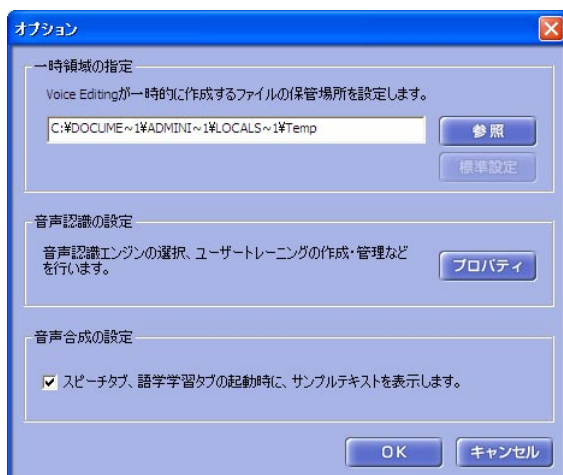 オプション
一時領域の指定
Voice Editingが一時的に作成するファイルの保管場所を設定します。
C:¥DOCUME~1¥ADMINI~1¥LOCALS~1¥Temp
参照
標準設定
音声認識の設定
音声認識エンジンの選択、ユーザートレーニングの作成・管理など
を行います。
プロパティ
音声合成の設定
スピーチタブ、語学学習タブの起動時に、サンプルテキストを表示します。
OK
キャンセル